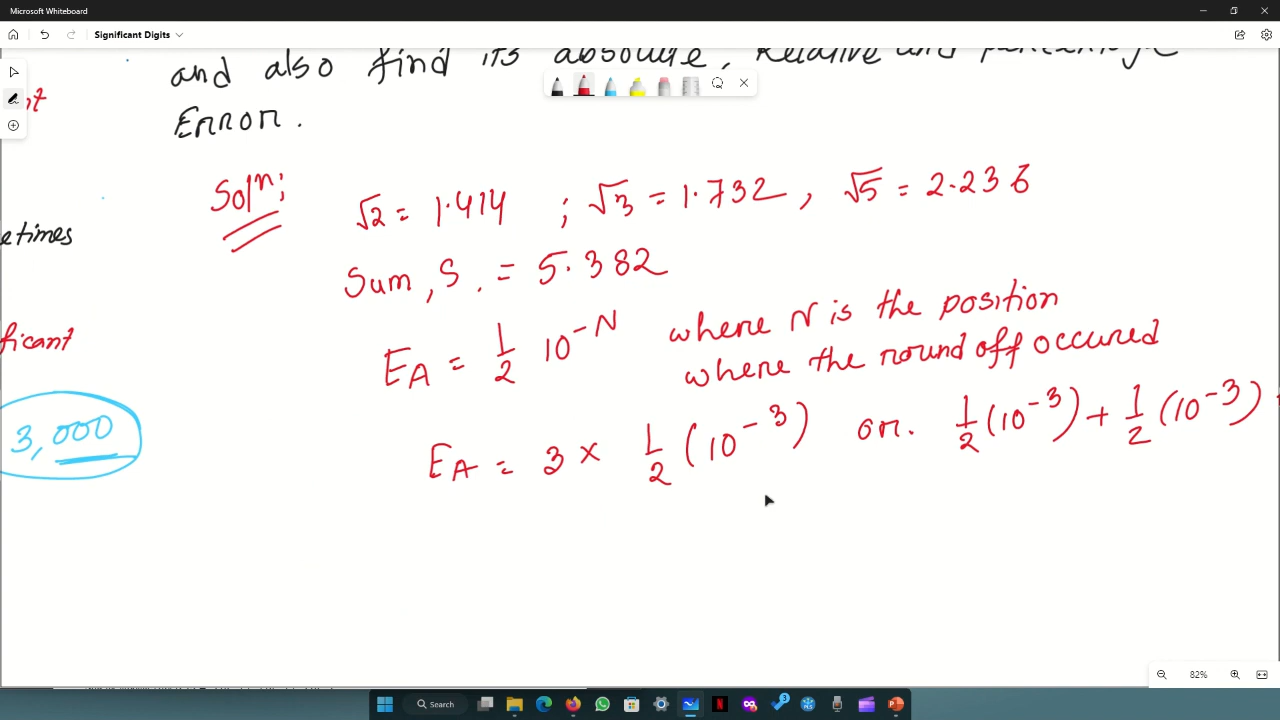 Microsoft Whiteboard
Significant Digits
and also find its absolute, Relative and percentage
Error.
Soln;
√2 = 1.414 ; √3 = 1.732 , √5 = 2.236
etimes
Sum, S. = 5.382
EA = 1/2 10^-N where N is the position
where the round off occured
ficant
3,000
EA = 3 × 1/2 (10^-3) or. 1/2 (10^-3) + 1/2 (10^-3) +
82%
Search
3